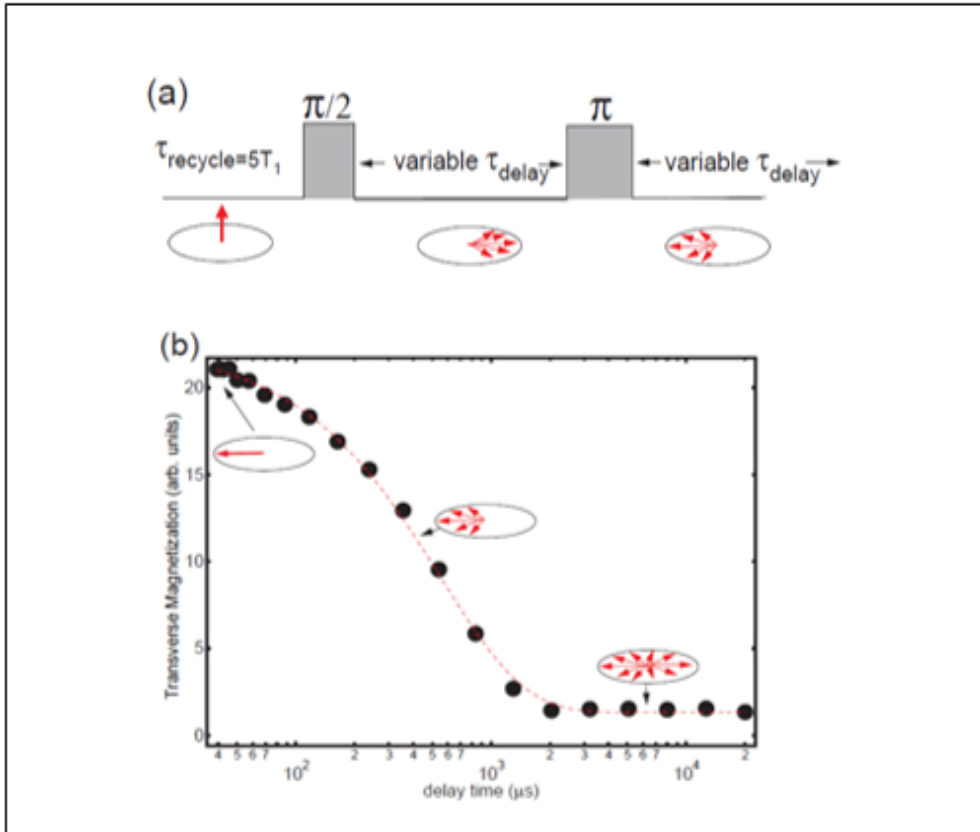 (a)
π/2
π
τrecycle=5T1
variable τdelay
variable τdelay
(b)
Transverse Magnetization (arb. units)
20
15
10
5
0
4 5 6 7 10² 2 3 4 5 6 7 10³ 2 3 4 5 6 7 10⁴ 2
delay time (μs)